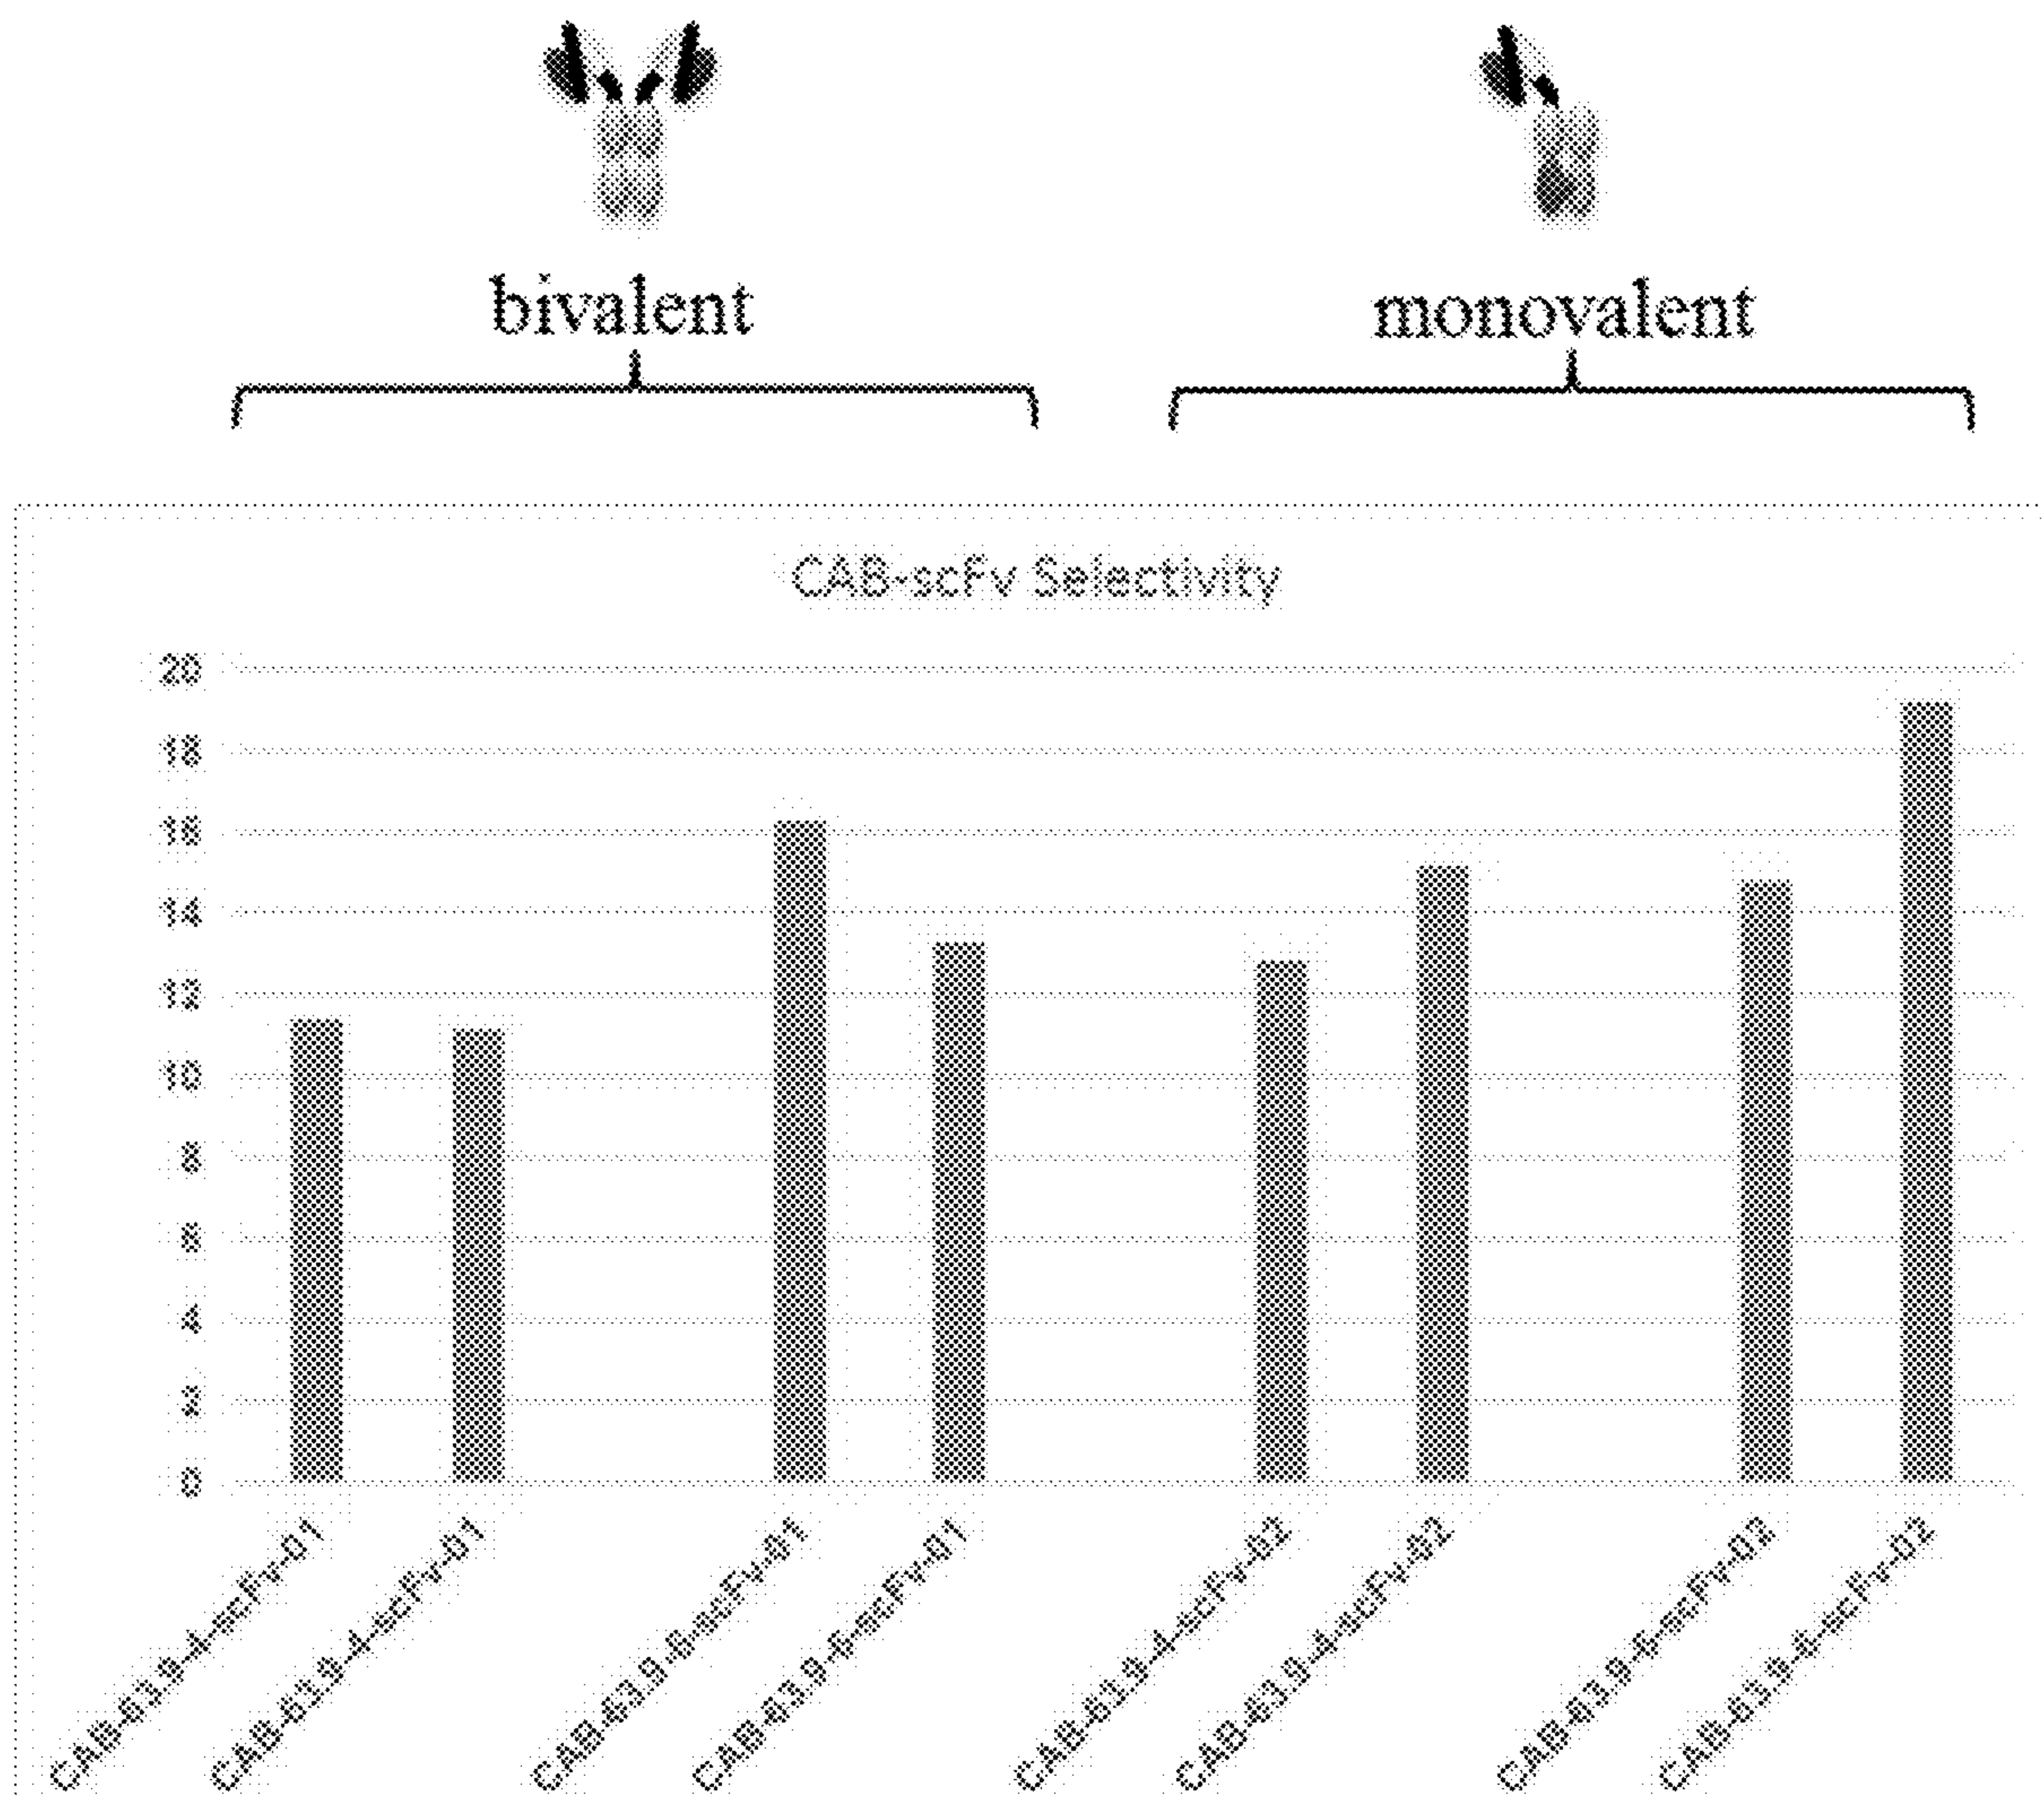 bivalent
monovalent
CAB-scFv Selectivity
20
18
16
14
12
10
8
6
4
2
0
CAB-63.9-4-scFv-01
CAB-63.9-4-scFv-01
CAB-63.9-6-scFv-01
CAB-63.9-6-scFv-01
CAB-63.9-4-scFv-02
CAB-63.9-4-scFv-02
CAB-63.9-6-scFv-02
CAB-63.9-6-scFv-02